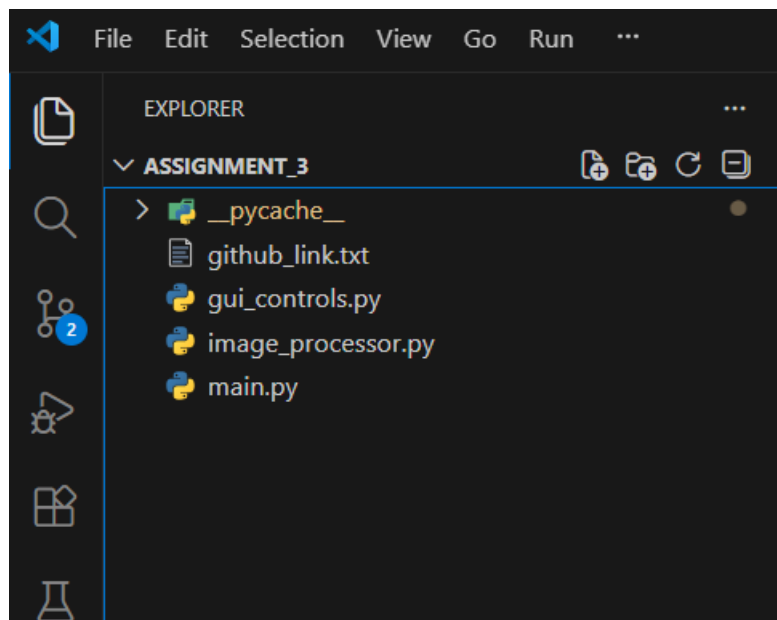 File Edit Selection View Go Run ...
EXPLORER ...
ASSIGNMENT_3
__pycache__
github_link.txt
gui_controls.py
2
image_processor.py
main.py